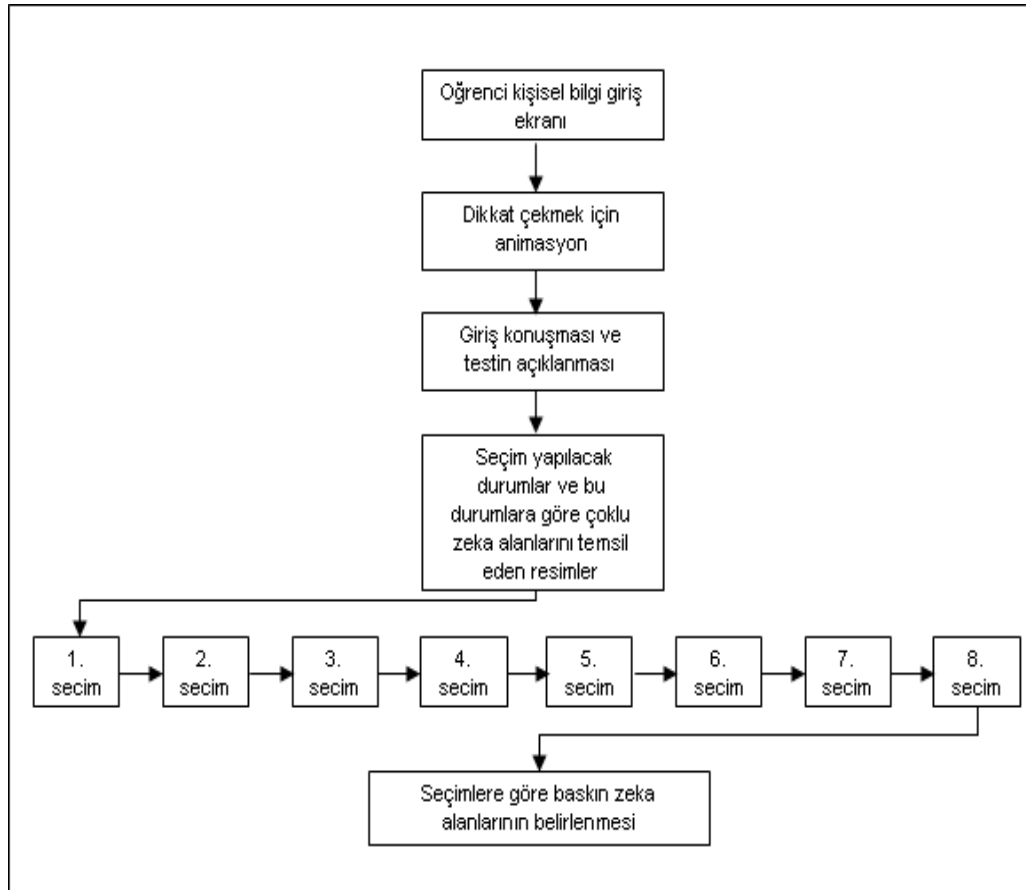 Oğrenci kişisel bilgi giriş
ekranı
Dikkat çekmek için
animasyon
Giriş konuşması ve
testin açıklanması
Seçim yapılacak
durumlar ve bu
durumlara göre çoklu
zeka alanlarını temsil
eden resimler
1.
secim
2.
secim
3.
secim
4.
secim
5.
secim
6.
secim
7.
secim
8.
secim
Seçimlere göre baskın zeka
alanlarının belirlenmesi